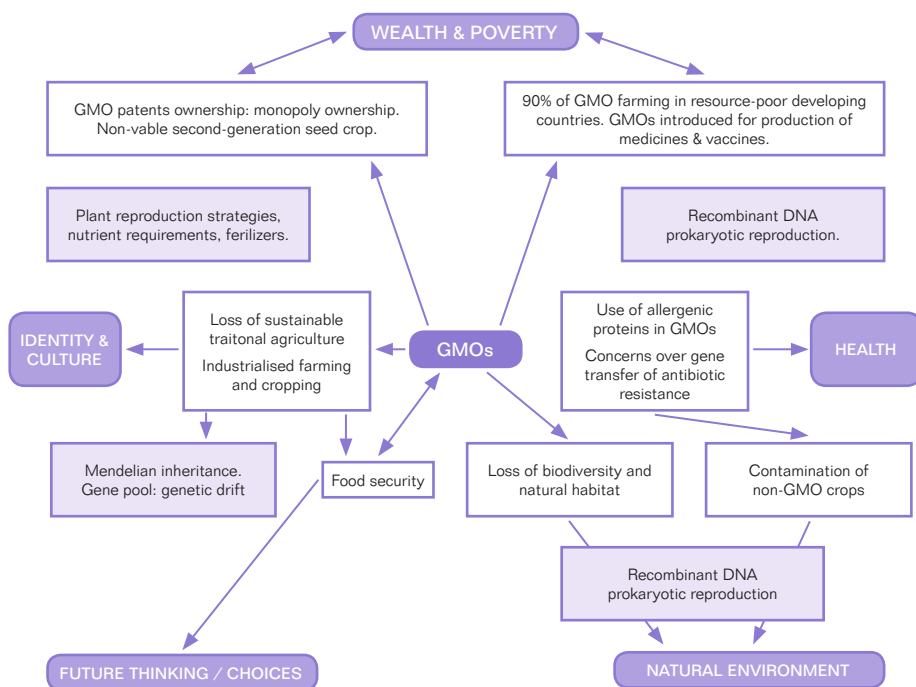 WEALTH & POVERTY
GMO patents ownership: monopoly ownership.
Non-vable second-generation seed crop.
90% of GMO farming in resource-poor developing
countries. GMOs introduced for production of
medicines & vaccines.
Plant reproduction strategies,
nutrient requirements, ferilizers.
Recombinant DNA
prokaryotic reproduction.
IDENTITY &
CULTURE
Loss of sustainable
traitonal agriculture
Industrialised farming
and cropping
GMOs
Use of allergenic
proteins in GMOs
Concerns over gene
transfer of antibiotic
resistance
HEALTH
Mendelian inheritance.
Gene pool: genetic drift
Food security
Loss of biodiversity and
natural habitat
Contamination of
non-GMO crops
Recombinant DNA
prokaryotic reproduction
FUTURE THINKING / CHOICES
NATURAL ENVIRONMENT